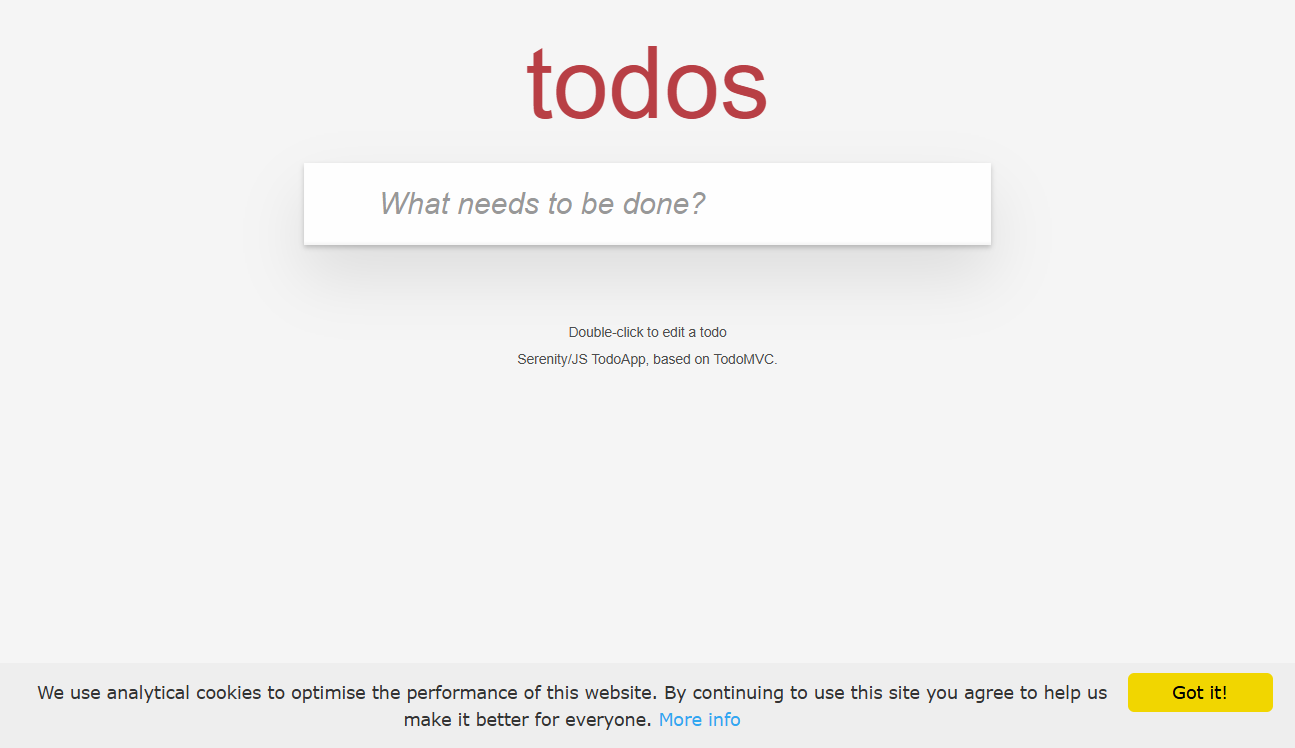 todos
What needs to be done?
Double-click to edit a todo
Serenity/JS TodoApp, based on TodoMVC.
We use analytical cookies to optimise the performance of this website. By continuing to use this site you agree to help us
make it better for everyone. More info
Got it!